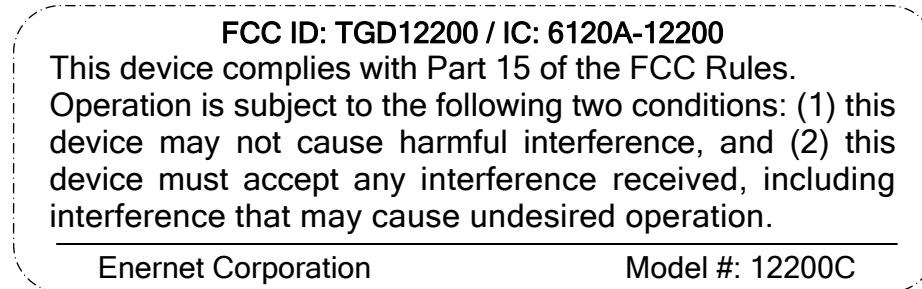 FCC ID: TGD12200 / IC: 6120A-12200
This device complies with Part 15 of the FCC Rules.
Operation is subject to the following two conditions: (1) this
device may not cause harmful interference, and (2) this
device must accept any interference received, including
interference that may cause undesired operation.
Enernet Corporation Model #: 12200C